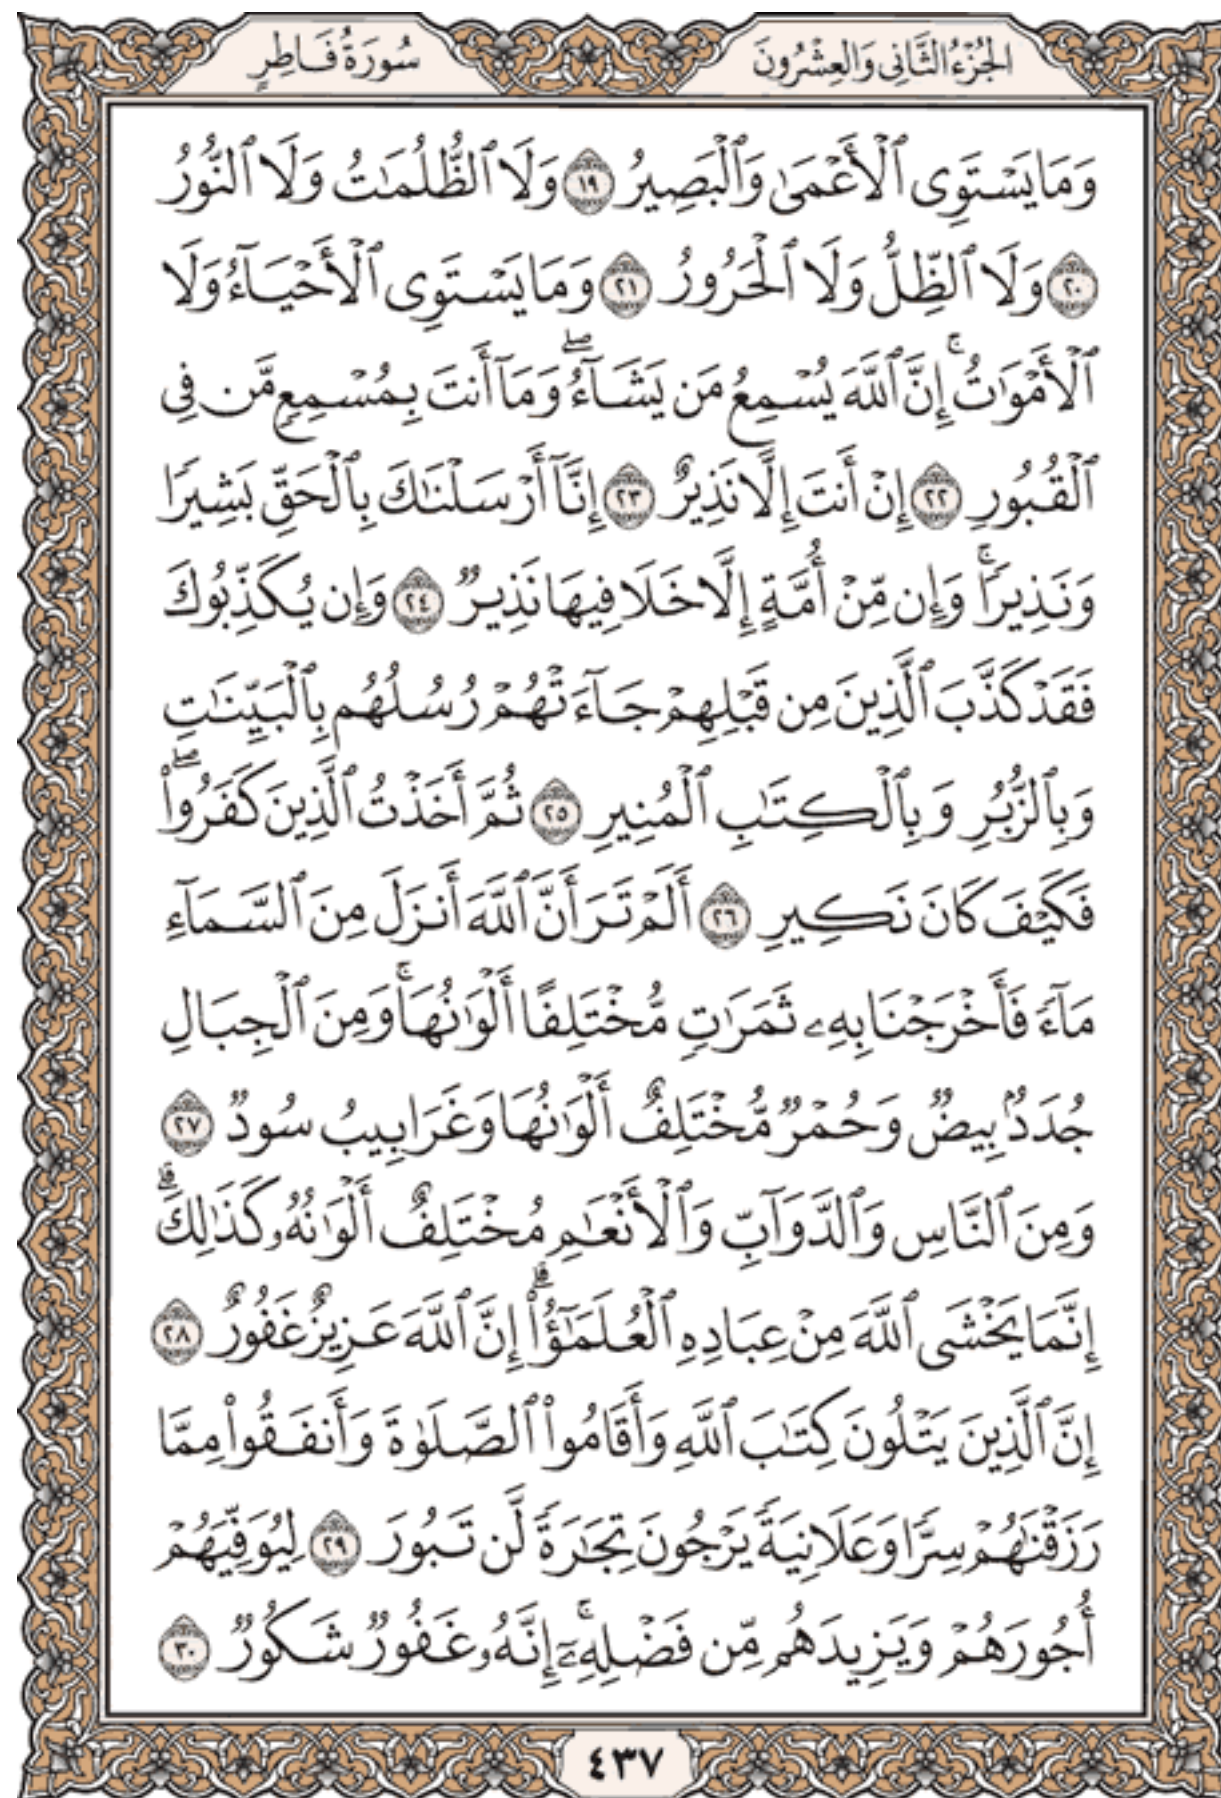 الجُزْءُ الثَّانِى وَالعِشْرُونَ
سُورَةُ فَاطِرٍ
وَمَا يَسْتَوِى ٱلْأَعْمَىٰ وَٱلْبَصِيرُ ١٩ وَلَا ٱلظُّلُمَٰتُ وَلَا ٱلنُّورُ
٢٠ وَلَا ٱلظِّلُّ وَلَا ٱلْحَرُورُ ٢١ وَمَا يَسْتَوِى ٱلْأَحْيَآءُ وَلَا
ٱلْأَمْوَٰتُ ۚ إِنَّ ٱللَّهَ يُسْمِعُ مَن يَشَآءُ ۖ وَمَآ أَنتَ بِمُسْمِعٍ مَّن فِى
ٱلْقُبُورِ ٢٢ إِنْ أَنتَ إِلَّا نَذِيرٌ ٢٣ إِنَّآ أَرْسَلْنَٰكَ بِٱلْحَقِّ بَشِيرًا
وَنَذِيرًا ۚ وَإِن مِّنْ أُمَّةٍ إِلَّا خَلَا فِيهَا نَذِيرٌ ٢٤ وَإِن يُكَذِّبُوكَ
فَقَدْ كَذَّبَ ٱلَّذِينَ مِن قَبْلِهِمْ جَآءَتْهُمْ رُسُلُهُم بِٱلْبَيِّنَٰتِ
وَبِٱلزُّبُرِ وَبِٱلْكِتَٰبِ ٱلْمُنِيرِ ٢٥ ثُمَّ أَخَذْتُ ٱلَّذِينَ كَفَرُوا۟ ۖ
فَكَيْفَ كَانَ نَكِيرِ ٢٦ أَلَمْ تَرَ أَنَّ ٱللَّهَ أَنزَلَ مِنَ ٱلسَّمَآءِ
مَآءً فَأَخْرَجْنَا بِهِۦ ثَمَرَٰتٍ مُّخْتَلِفًا أَلْوَٰنُهَا ۚ وَمِنَ ٱلْجِبَالِ
جُدَدٌۢ بِيضٌ وَحُمْرٌ مُّخْتَلِفٌ أَلْوَٰنُهَا وَغَرَابِيبُ سُودٌ ٢٧
وَمِنَ ٱلنَّاسِ وَٱلدَّوَآبِّ وَٱلْأَنْعَٰمِ مُخْتَلِفٌ أَلْوَٰنُهُۥ كَذَٰلِكَ ۗ
إِنَّمَا يَخْشَى ٱللَّهَ مِنْ عِبَادِهِ ٱلْعُلَمَٰٓؤُا۟ ۗ إِنَّ ٱللَّهَ عَزِيزٌ غَفُورٌ ٢٨
إِنَّ ٱلَّذِينَ يَتْلُونَ كِتَٰبَ ٱللَّهِ وَأَقَامُوا۟ ٱلصَّلَوٰةَ وَأَنفَقُوا۟ مِمَّا
رَزَقْنَٰهُمْ سِرًّا وَعَلَانِيَةً يَرْجُونَ تِجَٰرَةً لَّن تَبُورَ ٢٩ لِيُوَفِّيَهُمْ
أُجُورَهُمْ وَيَزِيدَهُم مِّن فَضْلِهِۦٓ ۚ إِنَّهُۥ غَفُورٌ شَكُورٌ ٣٠
٤٣٧